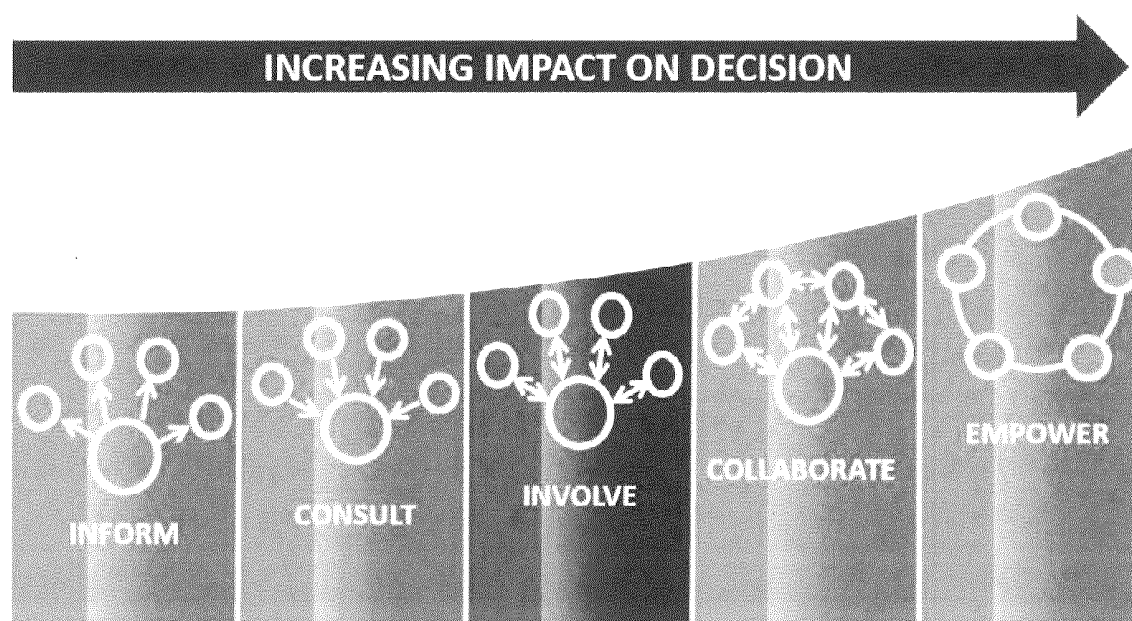 INCREASING IMPACT ON DECISION
INFORM
CONSULT
INVOLVE
COLLABORATE
EMPOWER